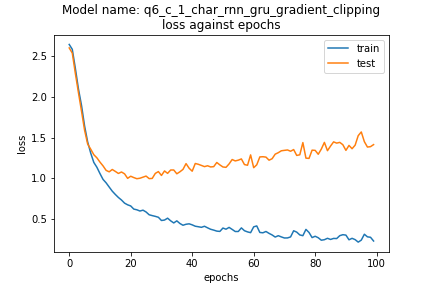 Model name: q6_c_1_char_rnn_gru_gradient_clipping
loss against epochs
train
test
2.5
2.0
1.5
1.0
0.5
loss
0
20
40
60
80
100
epochs